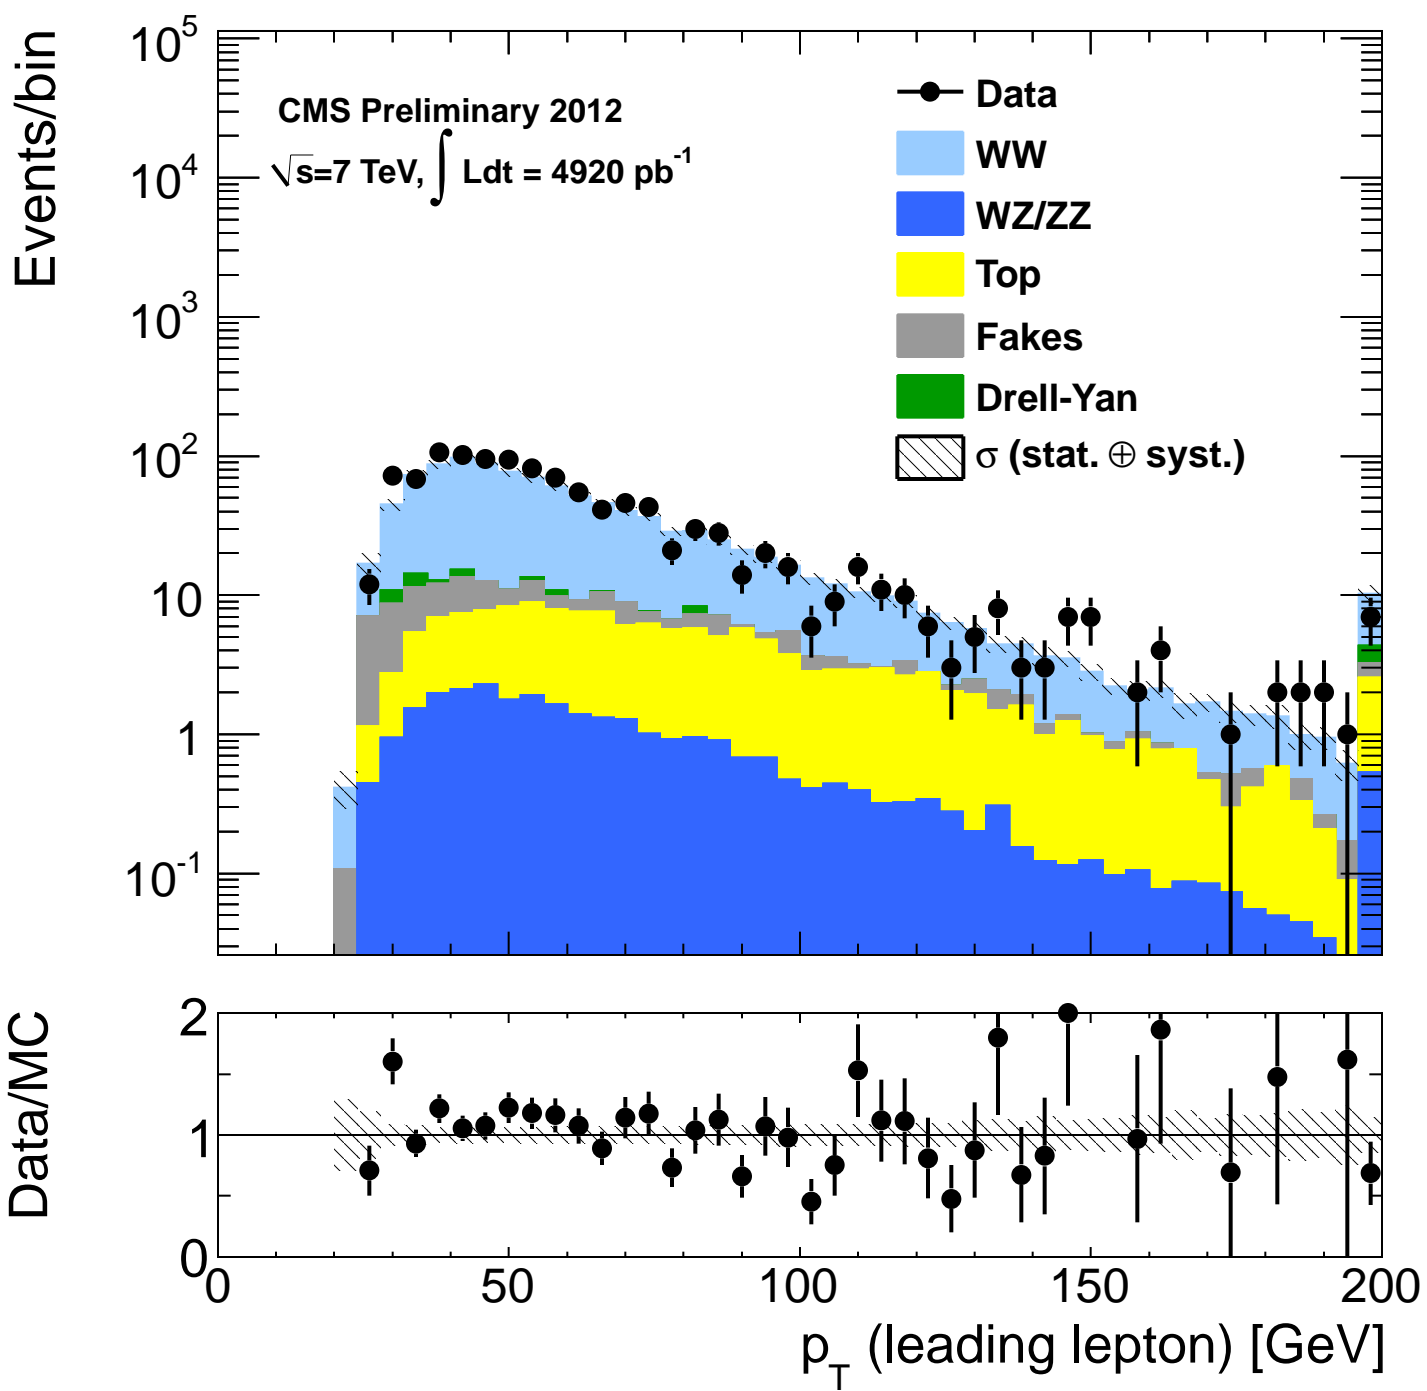 Events/bin
10^5
10^4
10^3
10^2
10
1
10^-1
CMS Preliminary 2012
√s=7 TeV, ∫ Ldt = 4920 pb^-1
Data
WW
WZ/ZZ
Top
Fakes
Drell-Yan
σ (stat. ⊕ syst.)
Data/MC
2
1
0
0 50 100 150 200
p_T (leading lepton) [GeV]